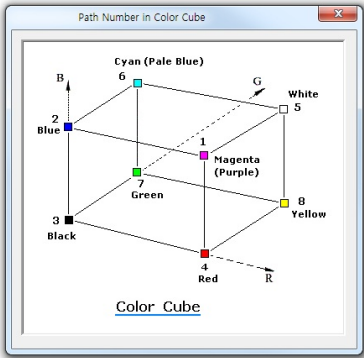 Path Number in Color Cube
Cyan (Pale Blue)
6
B
G
White
5
2
Blue
1
Magenta
(Purple)
7
Green
8
Yellow
3
Black
4
Red
R
Color Cube